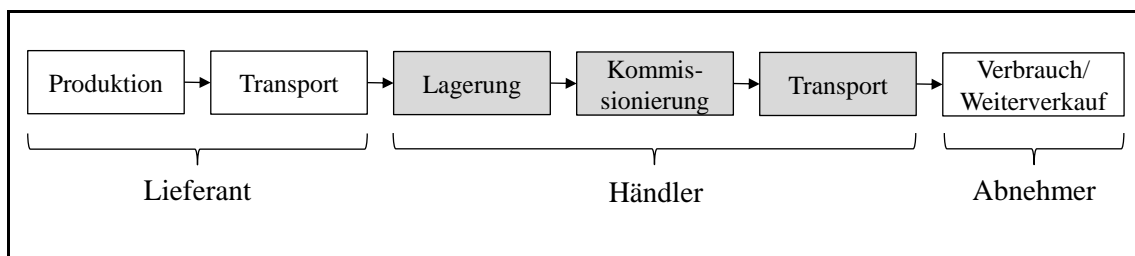 Produktion
Transport
Lagerung
Kommis-
sionierung
Transport
Verbrauch/
Weiterverkauf
Lieferant
Händler
Abnehmer